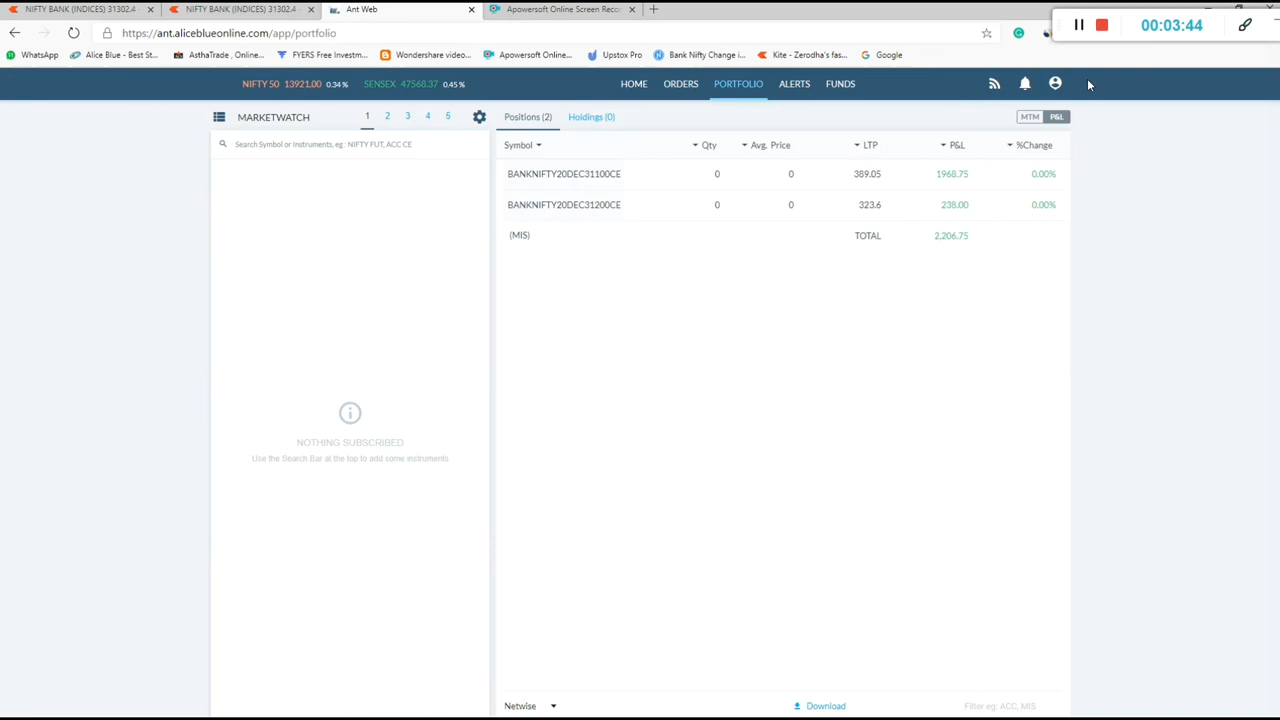 NIFTY BANK (INDICES) 31302.4 NIFTY BANK (INDICES) 31302.4 Ant Web Apowersoft Online Screen Reco
https://ant.aliceblueonline.com/app/portfolio
00:03:44
WhatsApp Alice Blue - Best St... AsthaTrade , Online... FYERS Free Investm... Wondershare video... Apowersoft Online... Upstox Pro Bank Nifty Change i... Kite - Zerodha's fas... Google
NIFTY 50 13921.00 0.34% SENSEX 47568.37 0.45% HOME ORDERS PORTFOLIO ALERTS FUNDS
MARKETWATCH 1 2 3 4 5 Positions (2) Holdings (0) MTM P&L
Search Symbol or Instruments, eg : NIFTY FUT, ACC CE
Symbol Qty Avg. Price LTP P&L %Change
BANKNIFTY20DEC31100CE 0 0 389.05 1968.75 0.00%
BANKNIFTY20DEC31200CE 0 0 323.6 238.00 0.00%
(MIS) TOTAL 2,206.75
NOTHING SUBSCRIBED
Use the Search Bar at the top to add some instruments
Netwise Download Filter eg: ACC, MIS